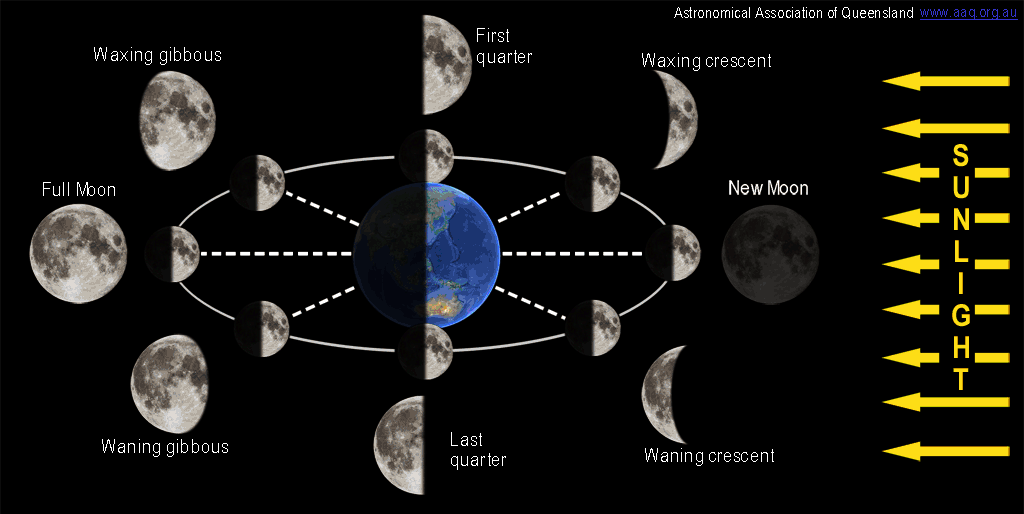 Astronomical Association of Queensland www.aaq.org.au
First
quarter
Waxing gibbous
Waxing crescent
Full Moon
New Moon
SUNLIGHT
Waning gibbous
Last
quarter
Waning crescent